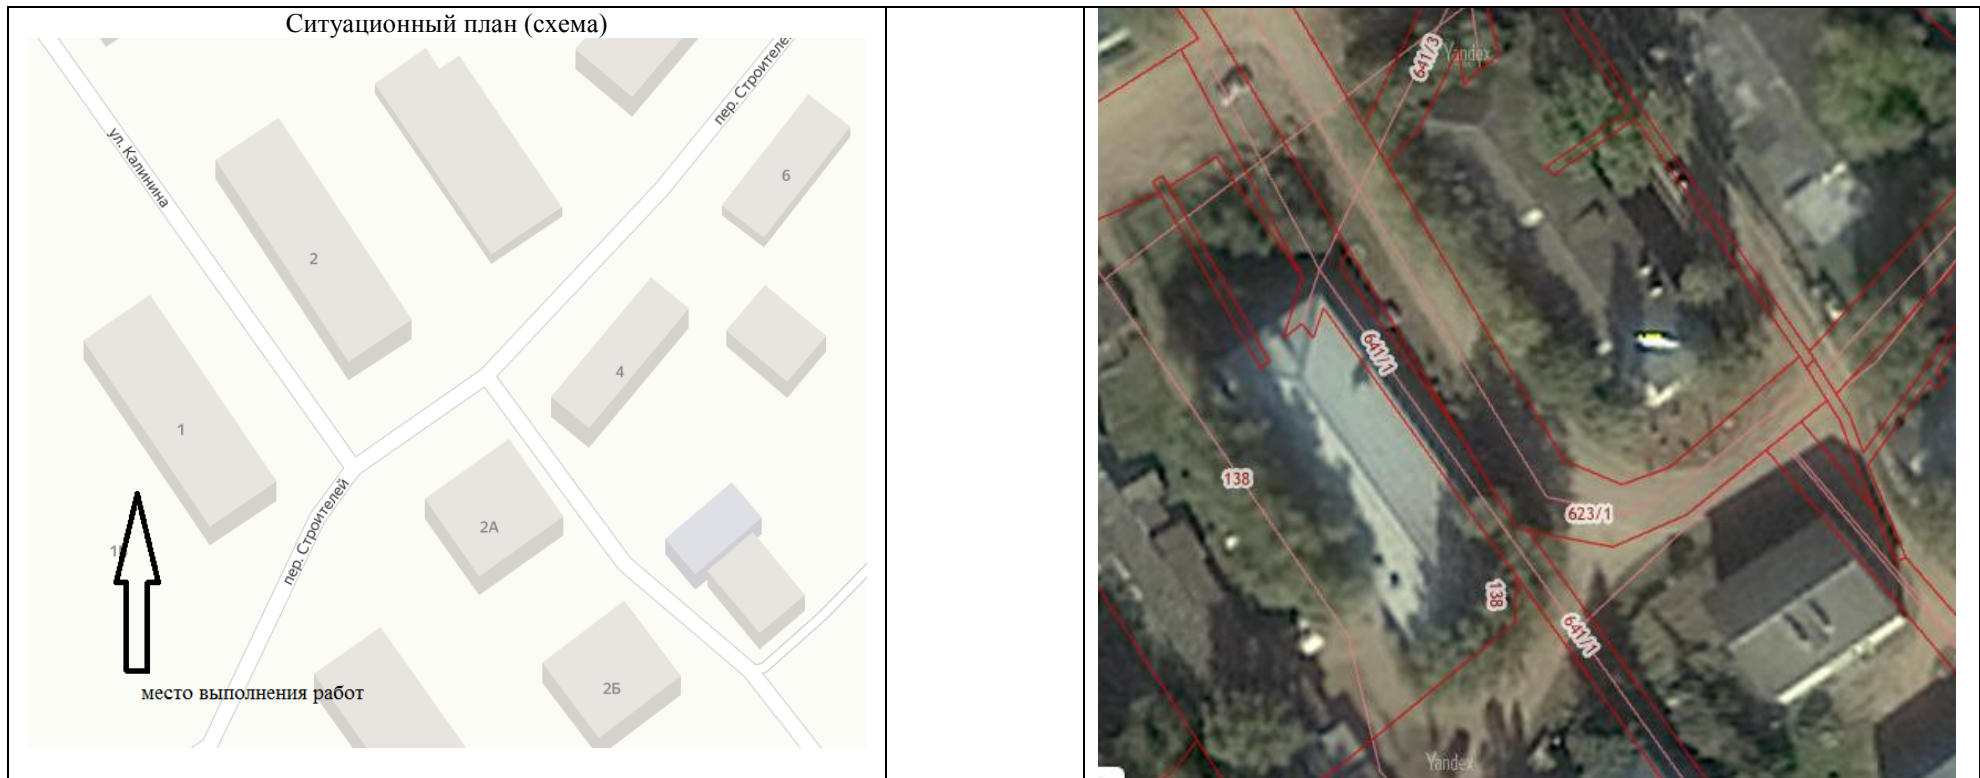 Ситуационный план (схема)
ул. Калинина
пер. Строителе
6
2
4
1
2А
пер. Строителей
2Б
место выполнения работ
641/3
Yandex
641/1
138
623/1
138
641/1
Yandex